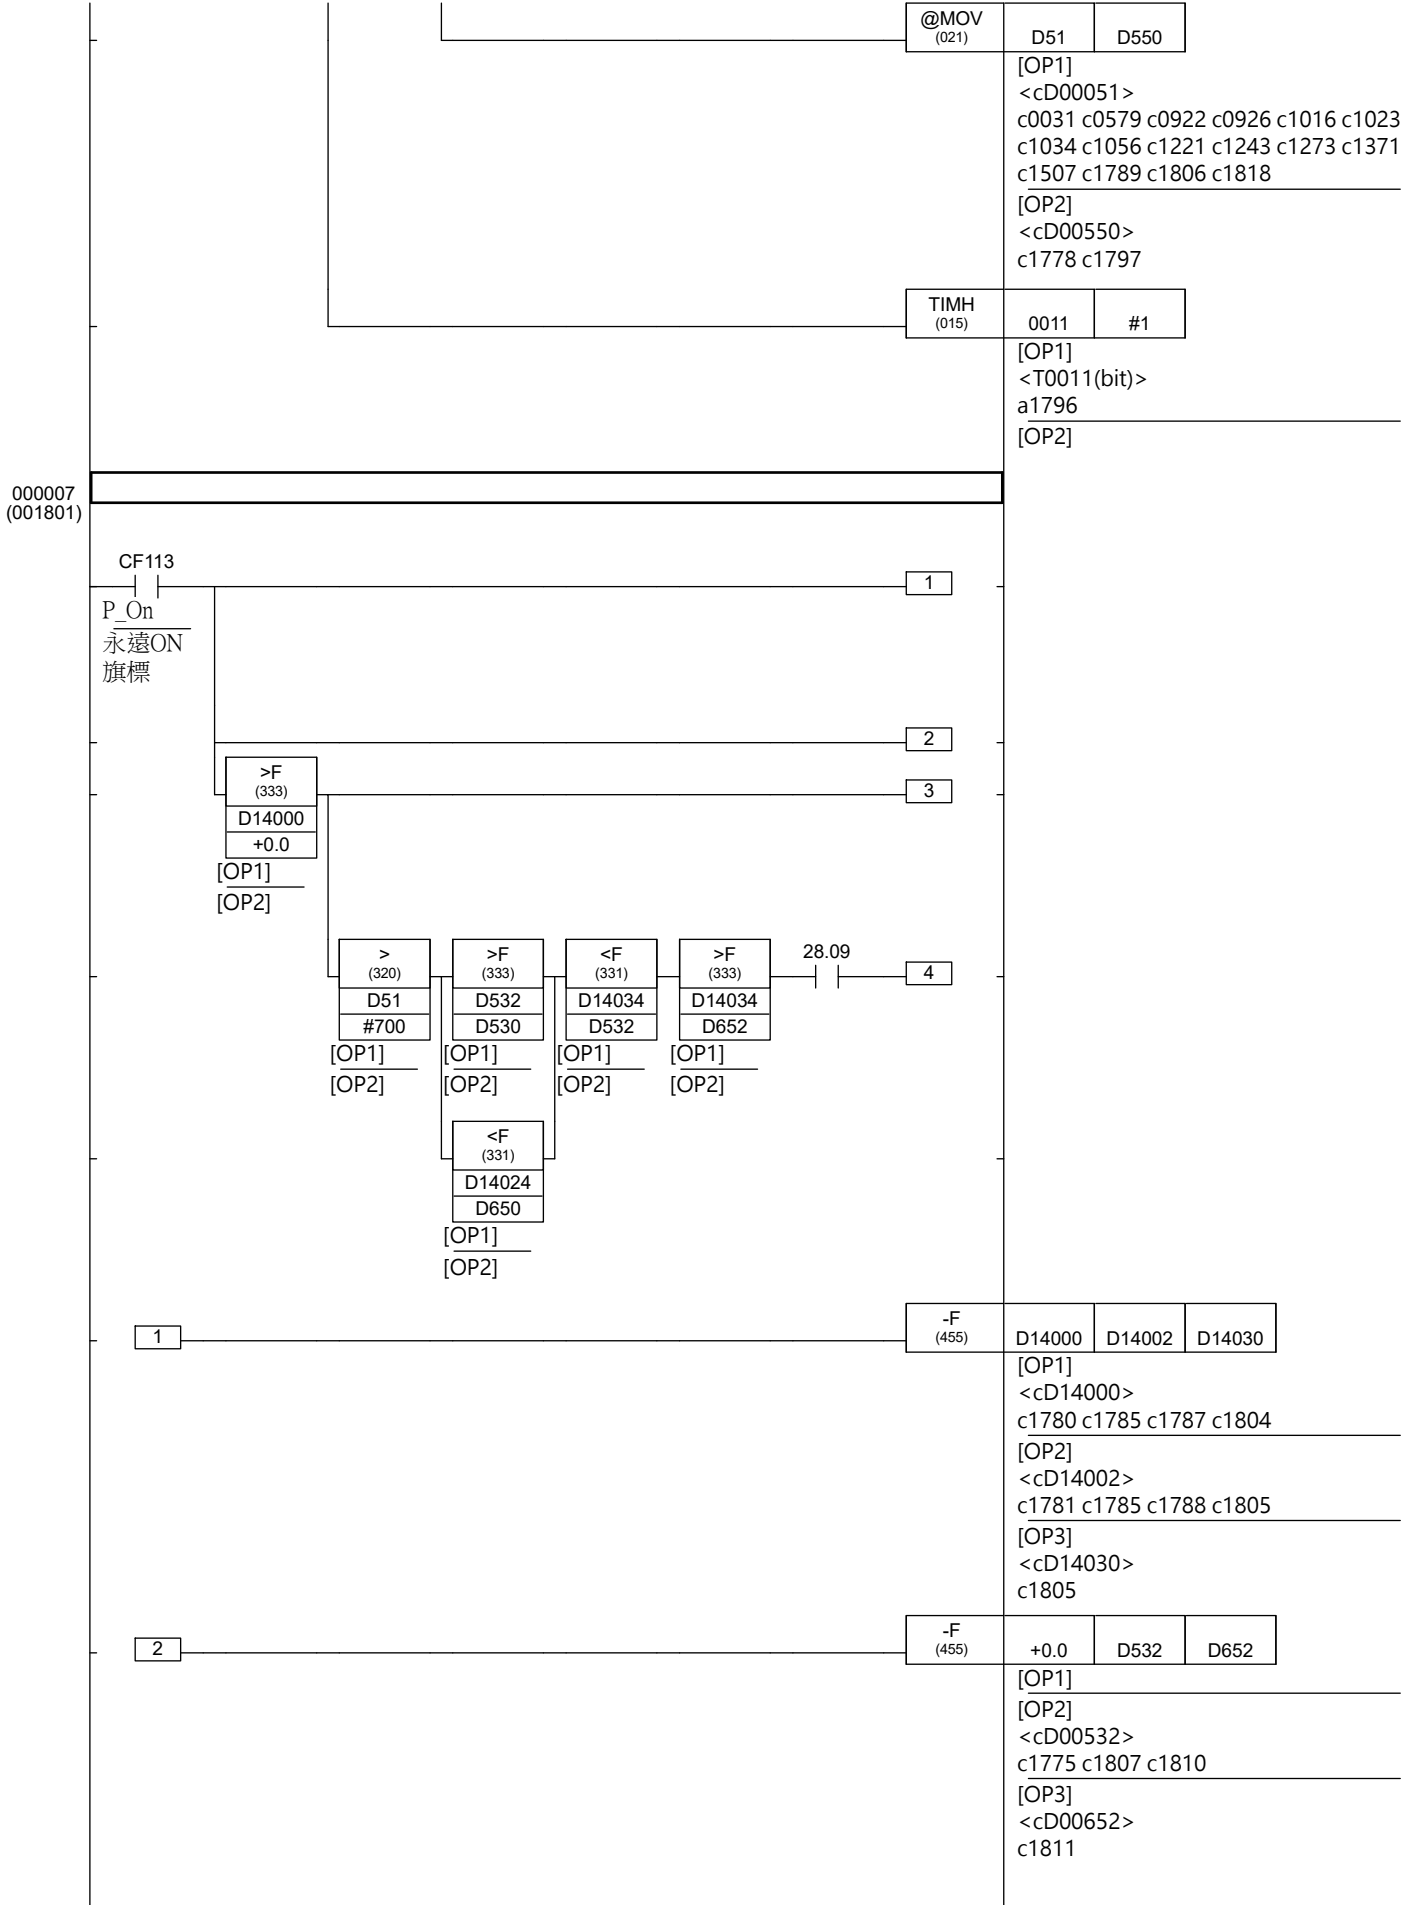 @MOV
(021)
D51
D550
[OP1]
<cD00051>
c0031 c0579 c0922 c0926 c1016 c1023
c1034 c1056 c1221 c1243 c1273 c1371
c1507 c1789 c1806 c1818
[OP2]
<cD00550>
c1778 c1797
TIMH
(015)
0011
#1
[OP1]
<T0011(bit)>
a1796
[OP2]
000007
(001801)
CF113
P_On
永遠ON
旗標
1
2
>F
(333)
D14000
+0.0
[OP1]
[OP2]
3
>
(320)
D51
#700
[OP1]
[OP2]
>F
(333)
D532
D530
[OP1]
[OP2]
<F
(331)
D14034
D532
[OP1]
[OP2]
>F
(333)
D14034
D652
[OP1]
[OP2]
28.09
4
<F
(331)
D14024
D650
[OP1]
[OP2]
1
-F
(455)
D14000
D14002
D14030
[OP1]
<cD14000>
c1780 c1785 c1787 c1804
[OP2]
<cD14002>
c1781 c1785 c1788 c1805
[OP3]
<cD14030>
c1805
2
-F
(455)
+0.0
D532
D652
[OP1]
[OP2]
<cD00532>
c1775 c1807 c1810
[OP3]
<cD00652>
c1811